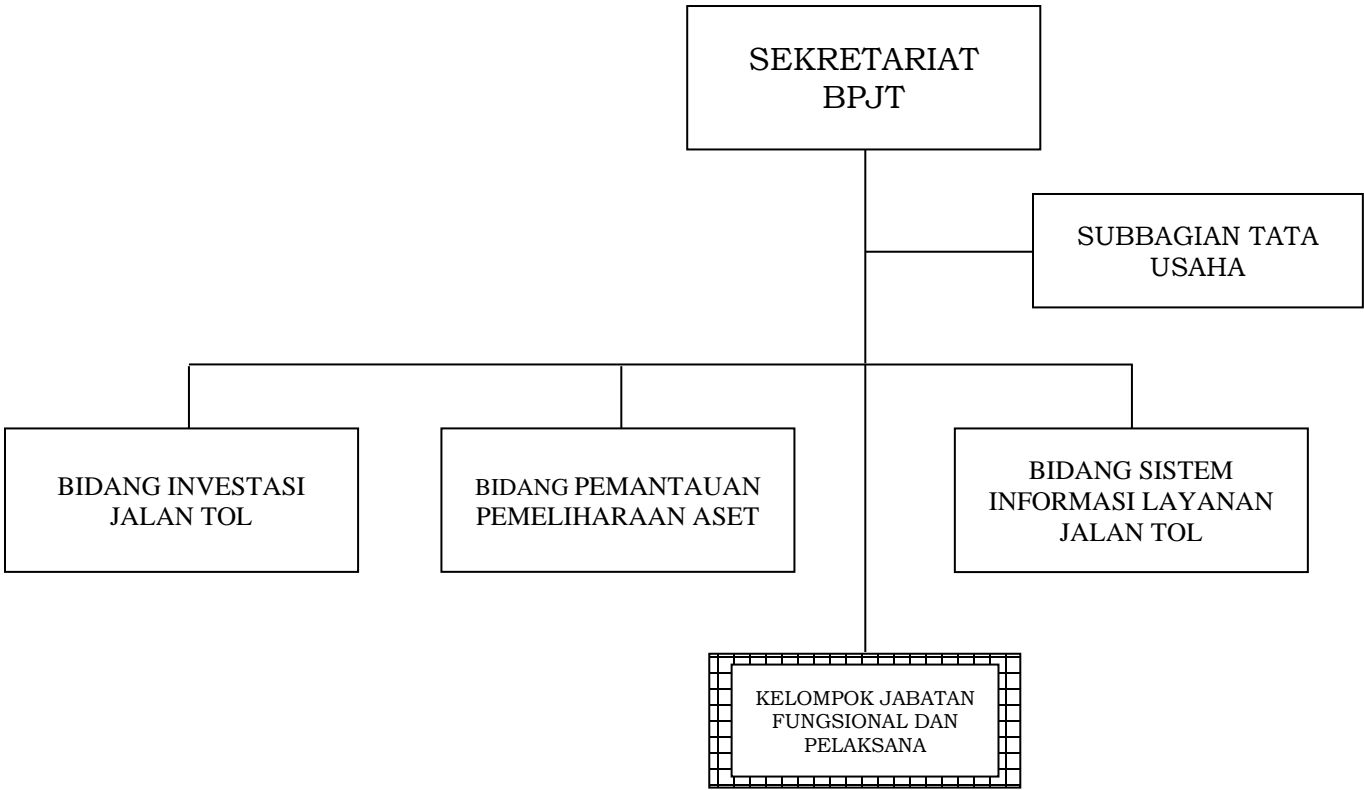 SEKRETARIAT
BPJT
SUBBAGIAN TATA
USAHA
BIDANG INVESTASI
JALAN TOL
BIDANG PEMANTAUAN
PEMELIHARAAN ASET
BIDANG SISTEM
INFORMASI LAYANAN
JALAN TOL
KELOMPOK JABATAN
FUNGSIONAL DAN
PELAKSANA